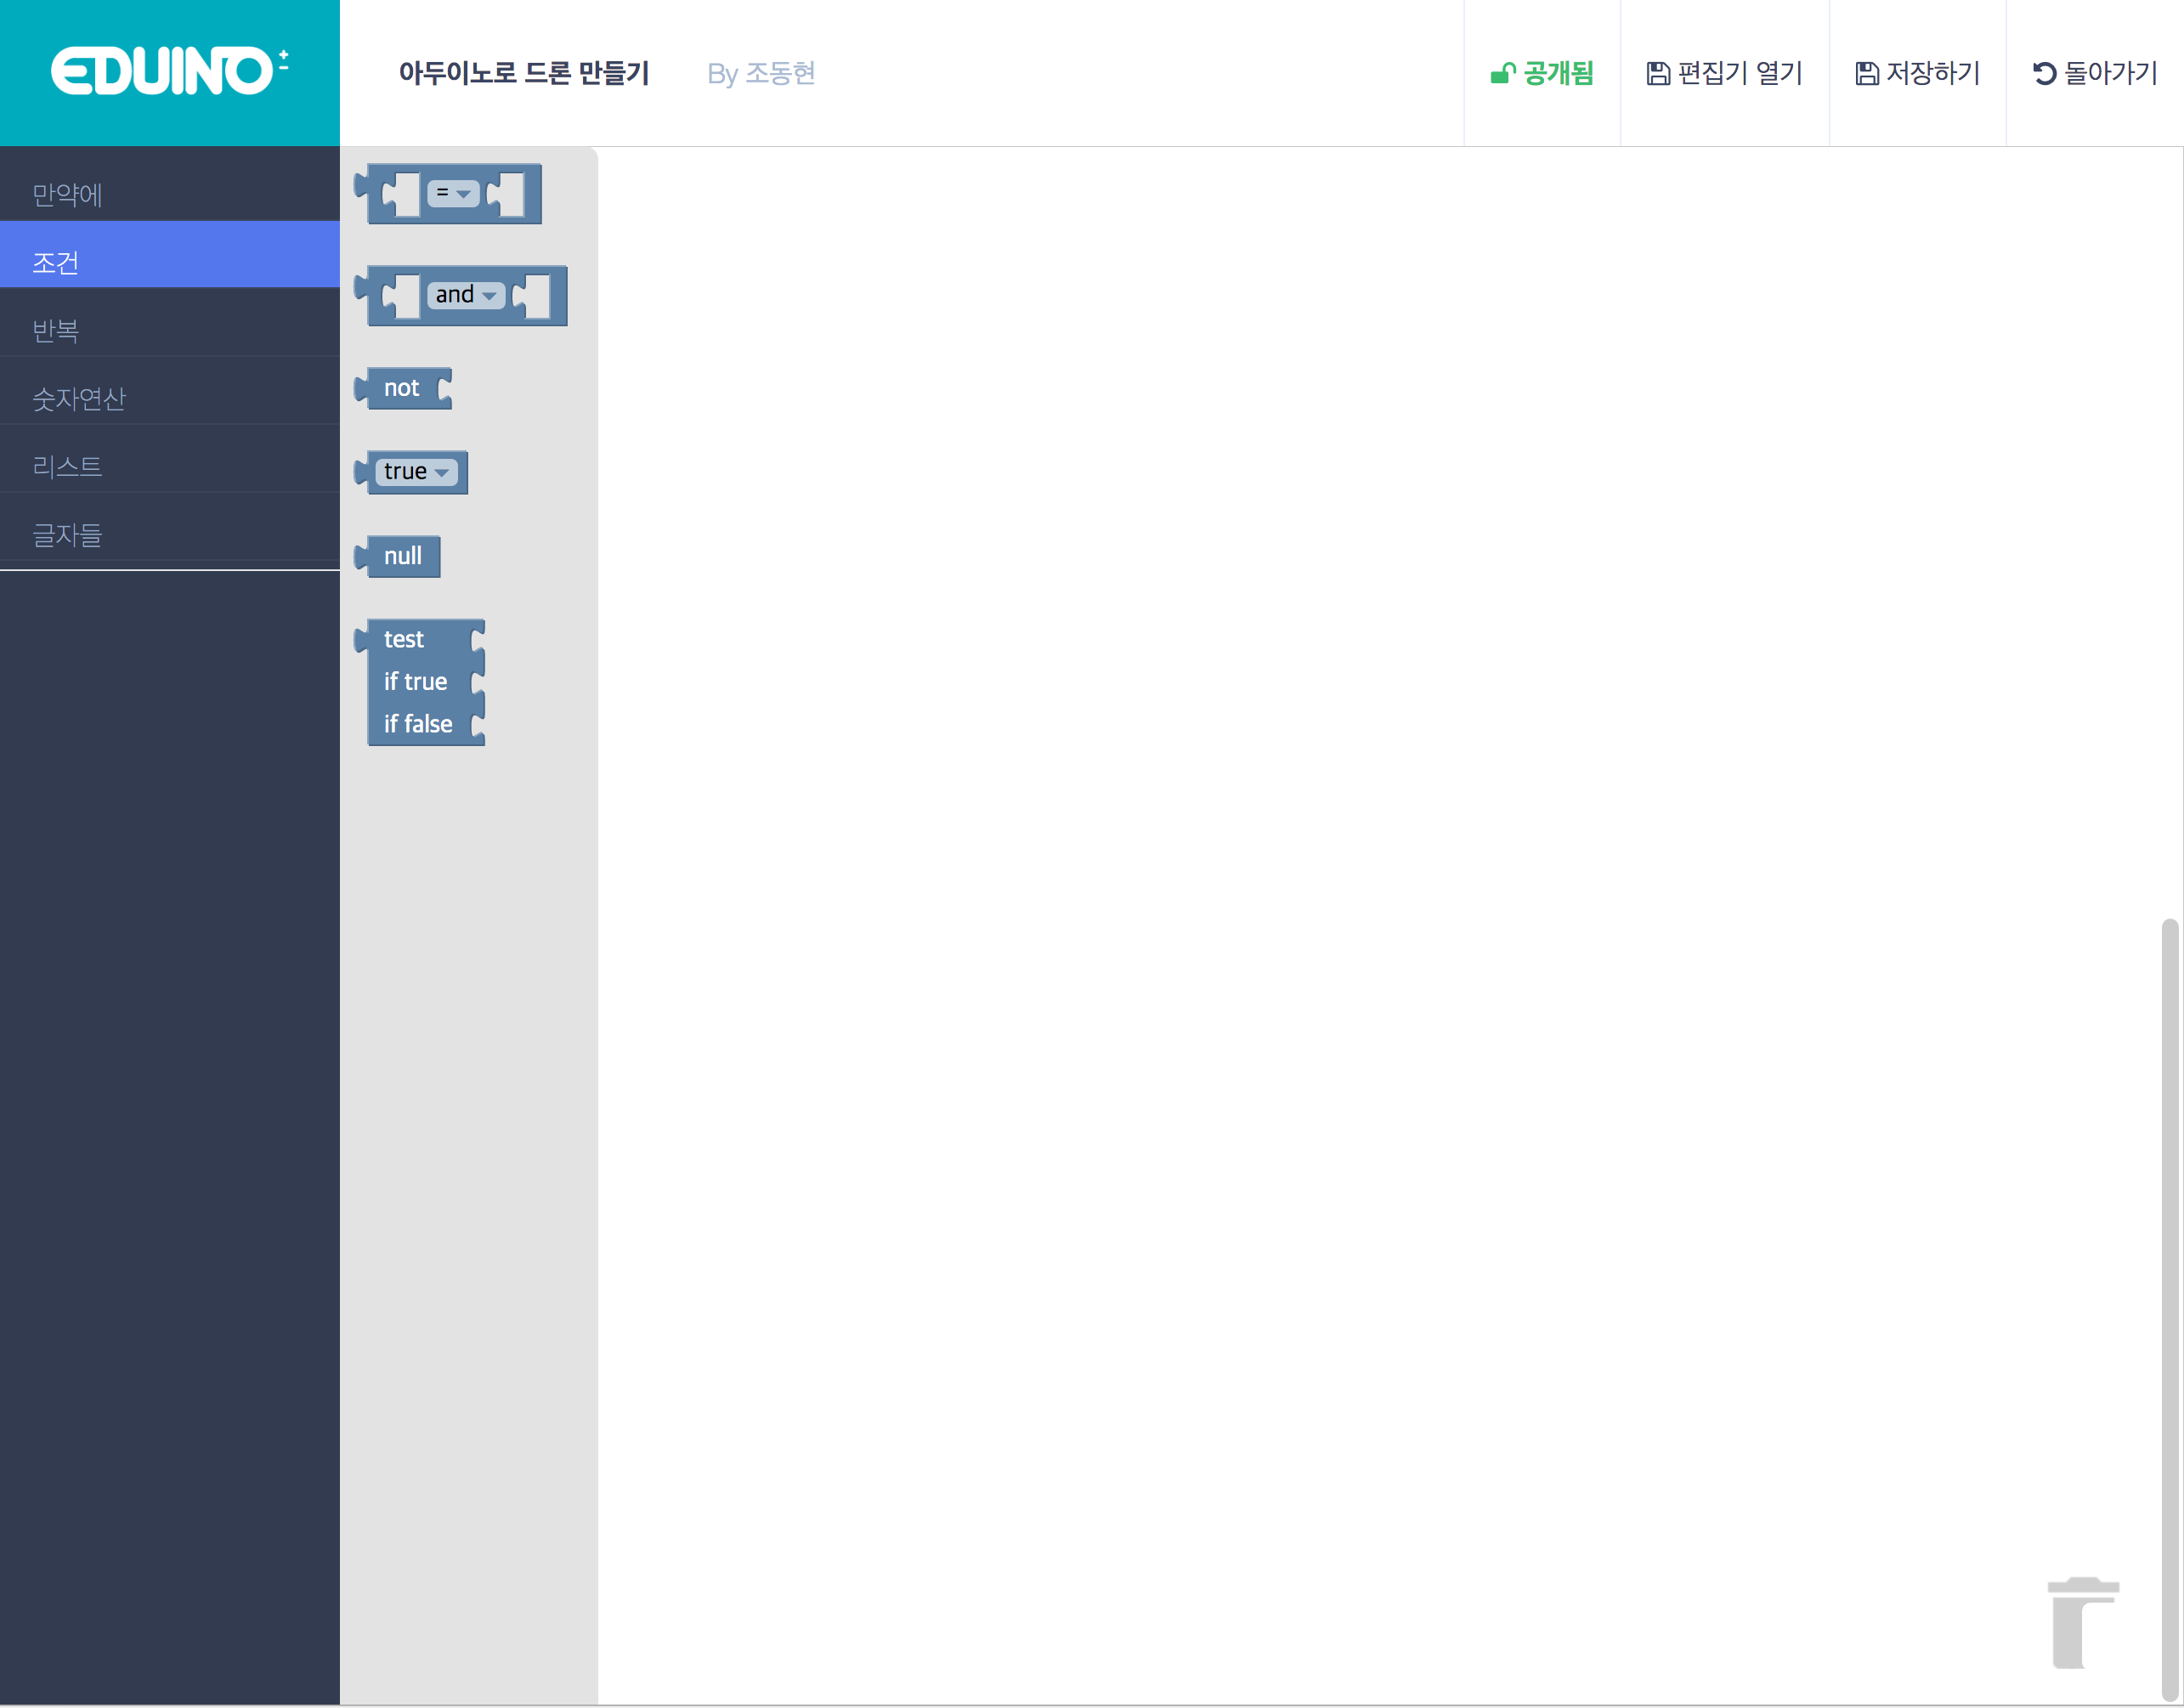 EDUINO
아두이노로 드론 만들기
By 조동현
공개됨
편집기 열기
저장하기
돌아가기
만약에
조건
반복
숫자연산
리스트
글자들
=
and
not
true
null
test
if true
if false